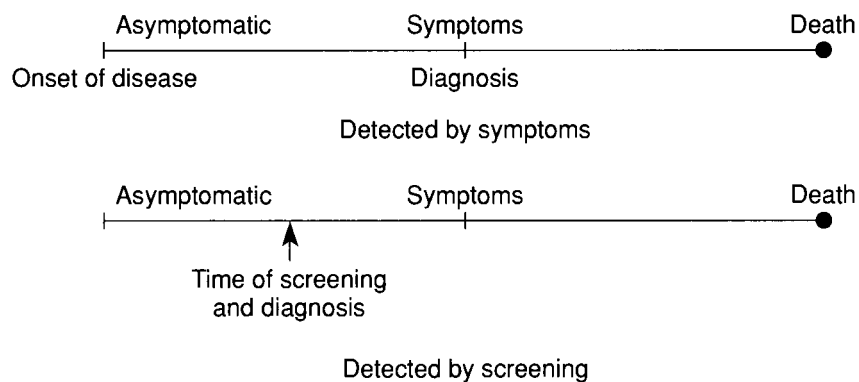 Asymptomatic Symptoms Death
Onset of disease Diagnosis
Detected by symptoms
Asymptomatic Symptoms Death
Time of screening
and diagnosis
Detected by screening